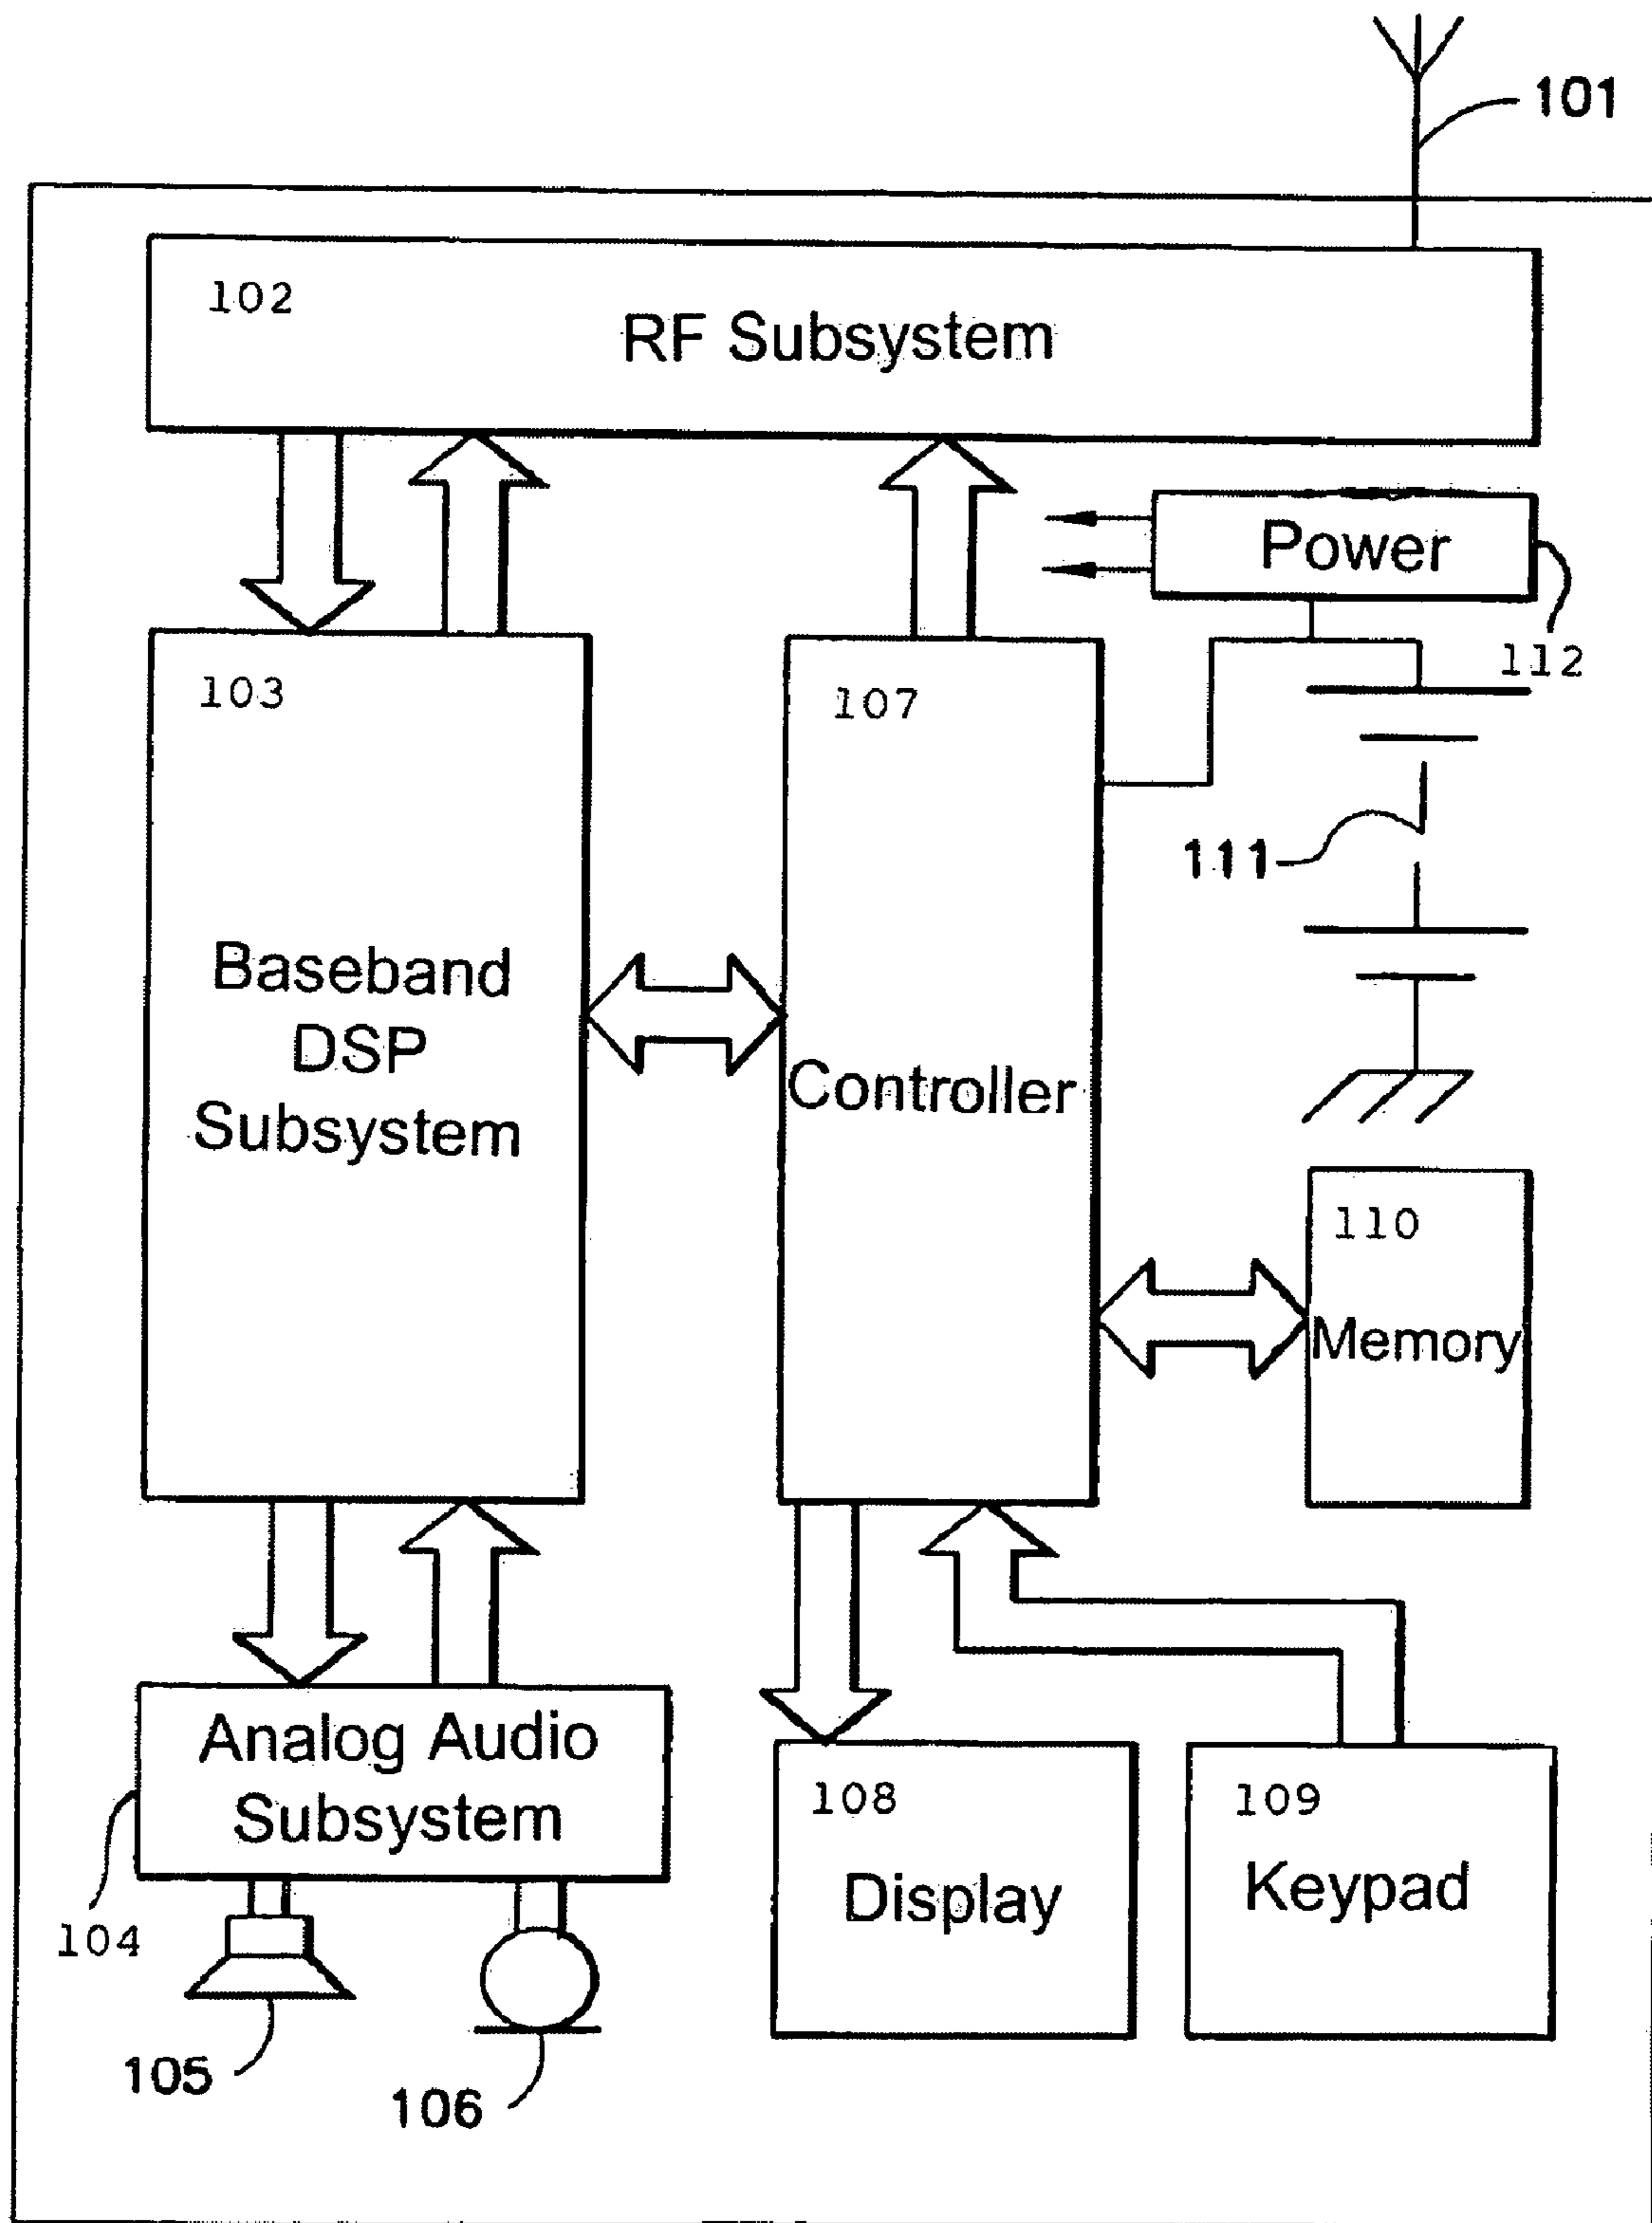 101
102
RF Subsystem
Power
112
103
107
111
Baseband
DSP
Subsystem
Controller
110
Memory
Analog Audio
Subsystem
104
108
Display
109
Keypad
105
106